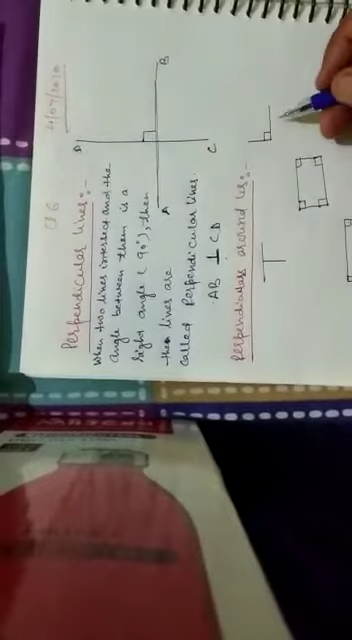 4/07/2020
Perpendicular lines:-
When two lines intersect and the
angle between them is a
right angle (90°), then
the lines are
called Perpendicular lines.
AB ⊥ CD
D
B
A
C
Perpendiculars around us:-